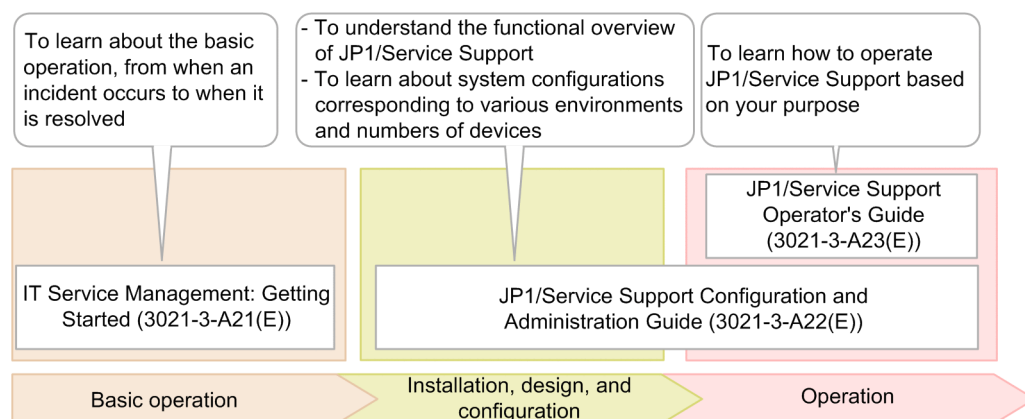 To learn about the basic
operation, from when an
incident occurs to when it
is resolved
- To understand the functional overview
of JP1/Service Support
- To learn about system configurations
corresponding to various environments
and numbers of devices
To learn how to operate
JP1/Service Support based
on your purpose
JP1/Service Support
Operator's Guide
(3021-3-A23(E))
IT Service Management: Getting
Started (3021-3-A21(E))
JP1/Service Support Configuration and
Administration Guide (3021-3-A22(E))
Basic operation
Installation, design, and
configuration
Operation